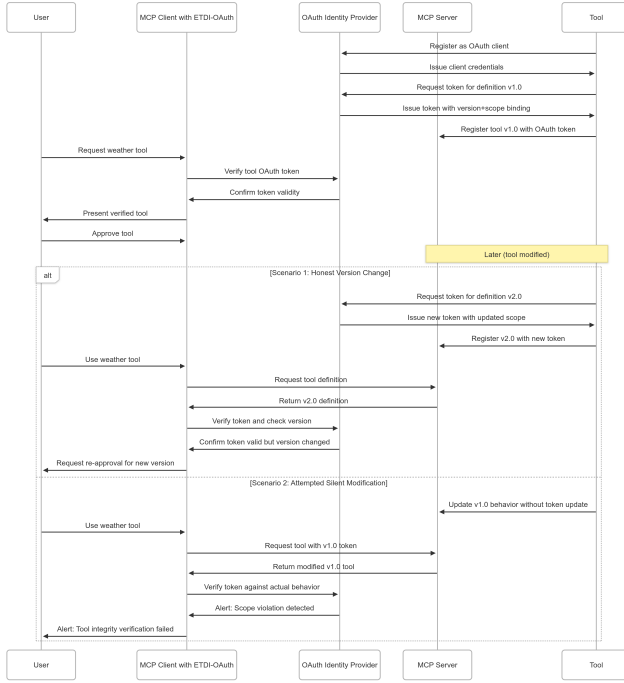 User
MCP Client with ETDI-OAuth
OAuth Identity Provider
MCP Server
Tool
Register as OAuth client
Issue client credentials
Request token for definition v1.0
Issue token with version+scope binding
Register tool v1.0 with OAuth token
Request weather tool
Verify tool OAuth token
Confirm token validity
Present verified tool
Approve tool
Later (tool modified)
alt
[Scenario 1: Honest Version Change]
Request token for definition v2.0
Issue new token with updated scope
Register v2.0 with new token
Use weather tool
Request tool definition
Return v2.0 definition
Verify token and check version
Confirm token valid but version changed
Request re-approval for new version
[Scenario 2: Attempted Silent Modification]
Update v1.0 behavior without token update
Use weather tool
Request tool with v1.0 token
Return modified v1.0 tool
Verify token against actual behavior
Alert: Scope violation detected
Alert: Tool integrity verification failed
User
MCP Client with ETDI-OAuth
OAuth Identity Provider
MCP Server
Tool